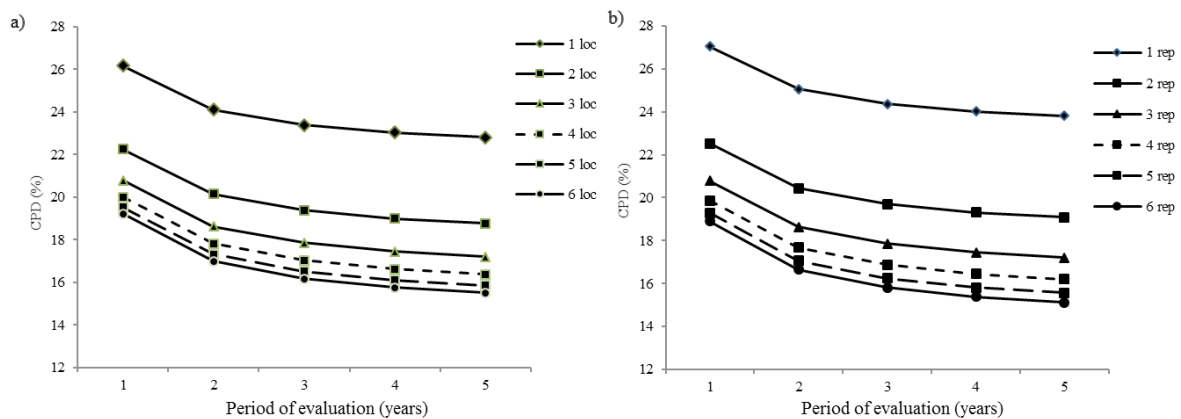 a)
CPD (%)
28
26
24
22
20
18
16
14
12
1 2 3 4 5
Period of evaluation (years)
1 loc
2 loc
3 loc
4 loc
5 loc
6 loc
b)
CPD (%)
28
26
24
22
20
18
16
14
12
1 2 3 4 5
Period of evaluation (years)
1 rep
2 rep
3 rep
4 rep
5 rep
6 rep